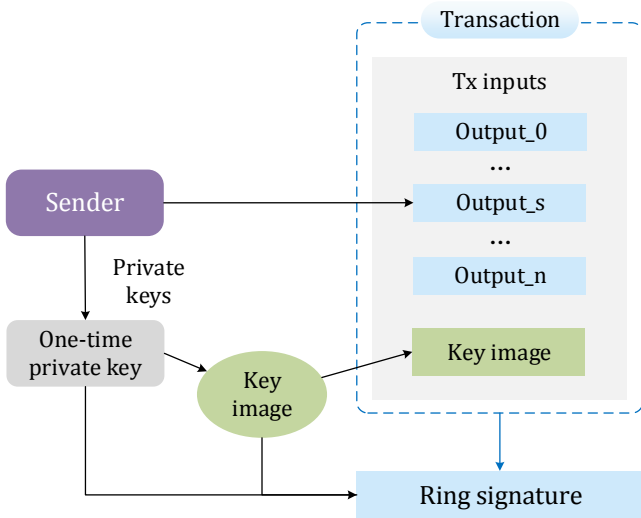 Transaction
Tx inputs
Output_0
...
Sender
Output_s
...
Private
keys
Output_n
One-time
private key
Key image
Key
image
Ring signature